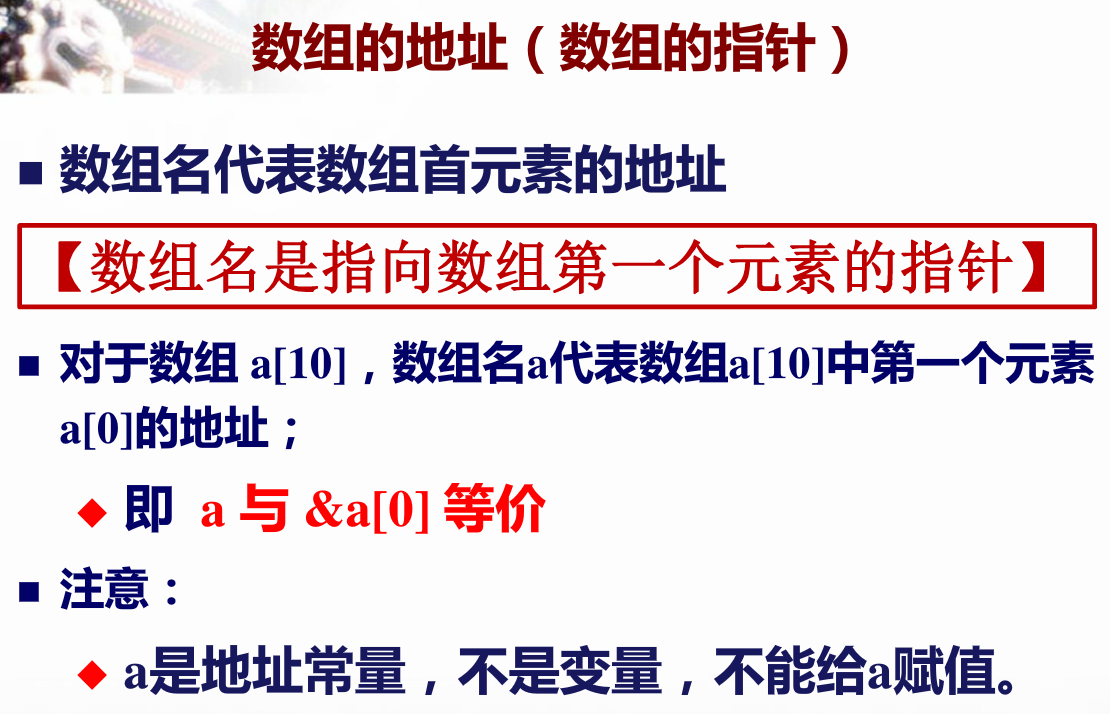 数组的地址（数组的指针）
■ 数组名代表数组首元素的地址
【数组名是指向数组第一个元素的指针】
■ 对于数组 a[10]，数组名a代表数组a[10]中第一个元素
a[0]的地址；
◆ 即 a 与 &a[0] 等价
■ 注意：
◆ a是地址常量，不是变量，不能给a赋值。